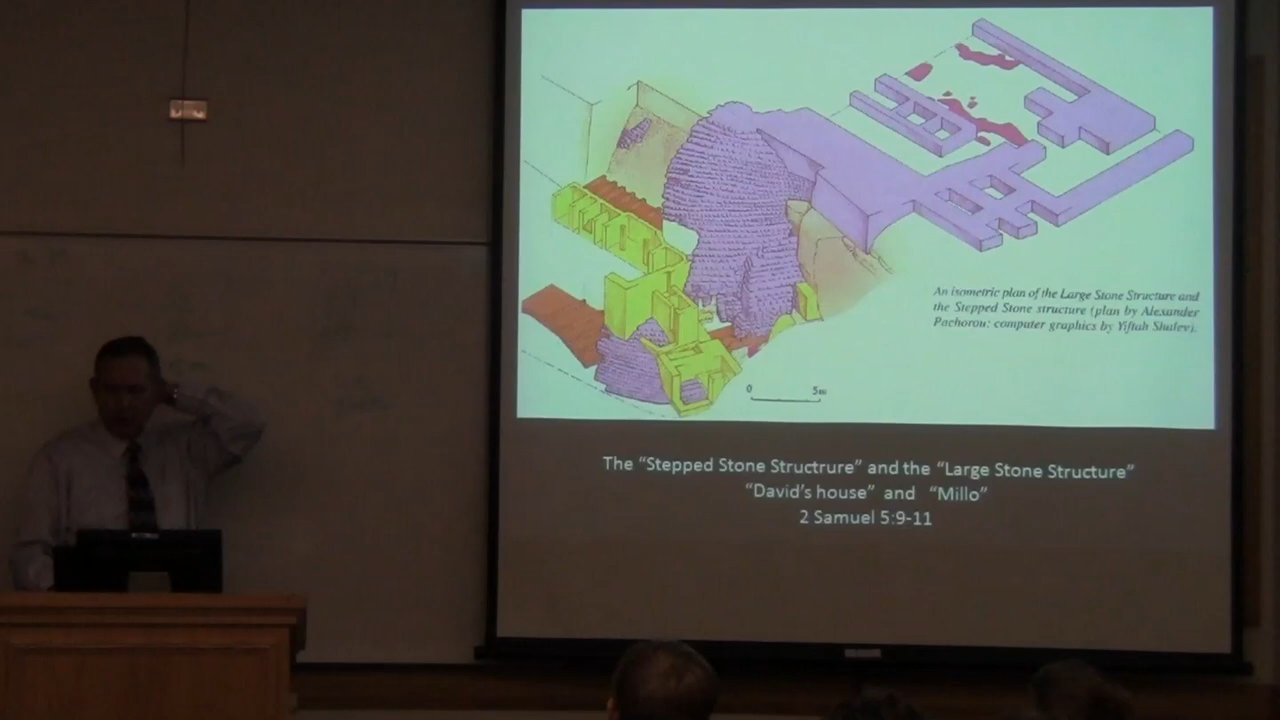 An isometric plan of the Large Stone Structure and
the Stepped Stone structure (plan by Alexander
Pachorou: computer graphics by Yiftah Shalev).
0 5m
The “Stepped Stone Structrure” and the “Large Stone Structure”
“David’s house” and “Millo”
2 Samuel 5:9-11